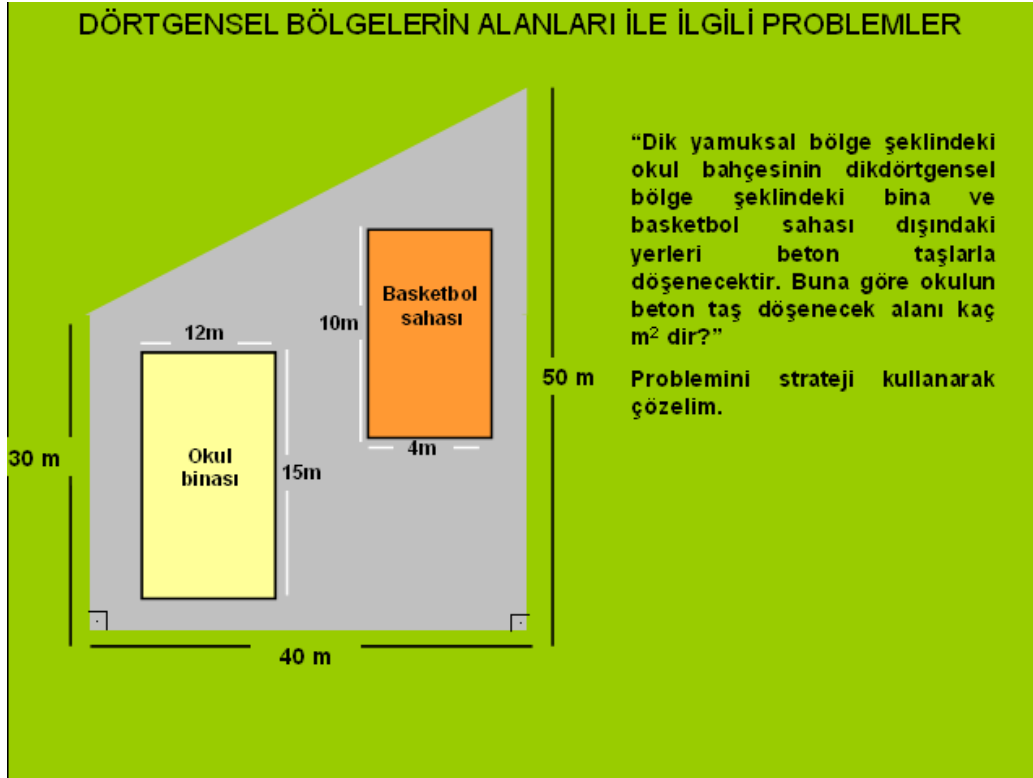 DÖRTGENSEL BÖLGELERİN ALANLARI İLE İLGİLİ PROBLEMLER
“Dik yamuksal bölge şeklindeki
okul bahçesinin dikdörtgensel
bölge şeklindeki bina ve
basketbol sahası dışındaki
yerleri beton taşlarla
döşenecektir. Buna göre okulun
beton taş döşenecek alanı kaç
m² dir?”
Problemini strateji kullanarak
çözelim.
Basketbol
sahası
10m
12m
4m
50 m
30 m
Okul
binası
15m
40 m